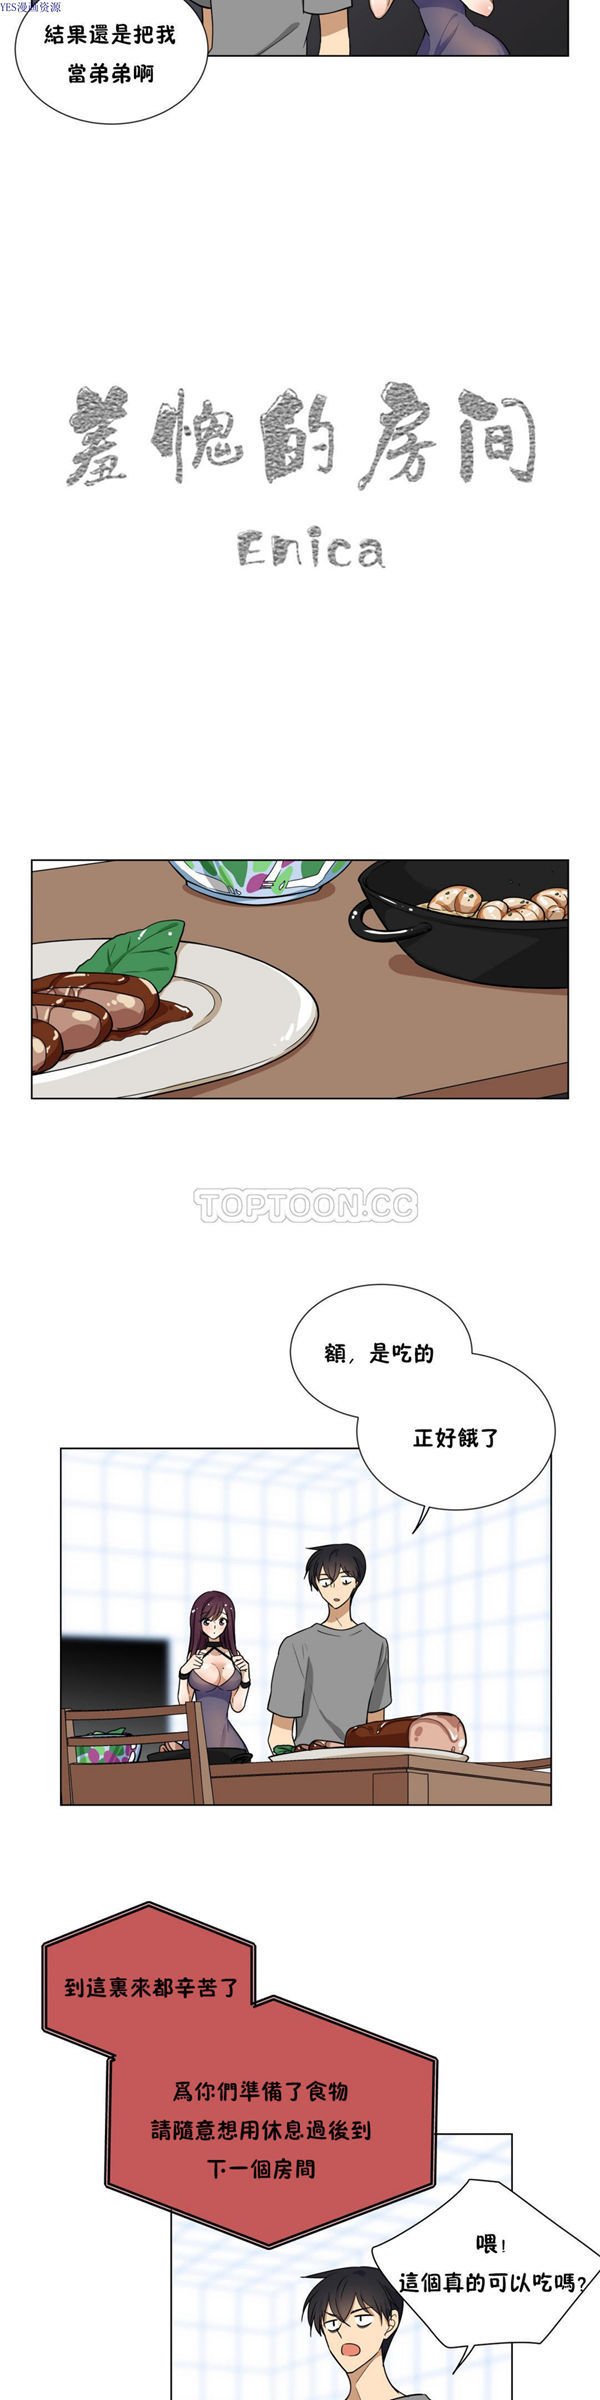 YES漫画资源
結果還是把我
當弟弟啊
羞愧的房间
Enica
TOPTOON.CC
額，是吃的
正好餓了
到這裏來都辛苦了
爲你們準備了食物
請隨意想用休息過後到
下一個房間
喂!
這個真的可以吃嗎?